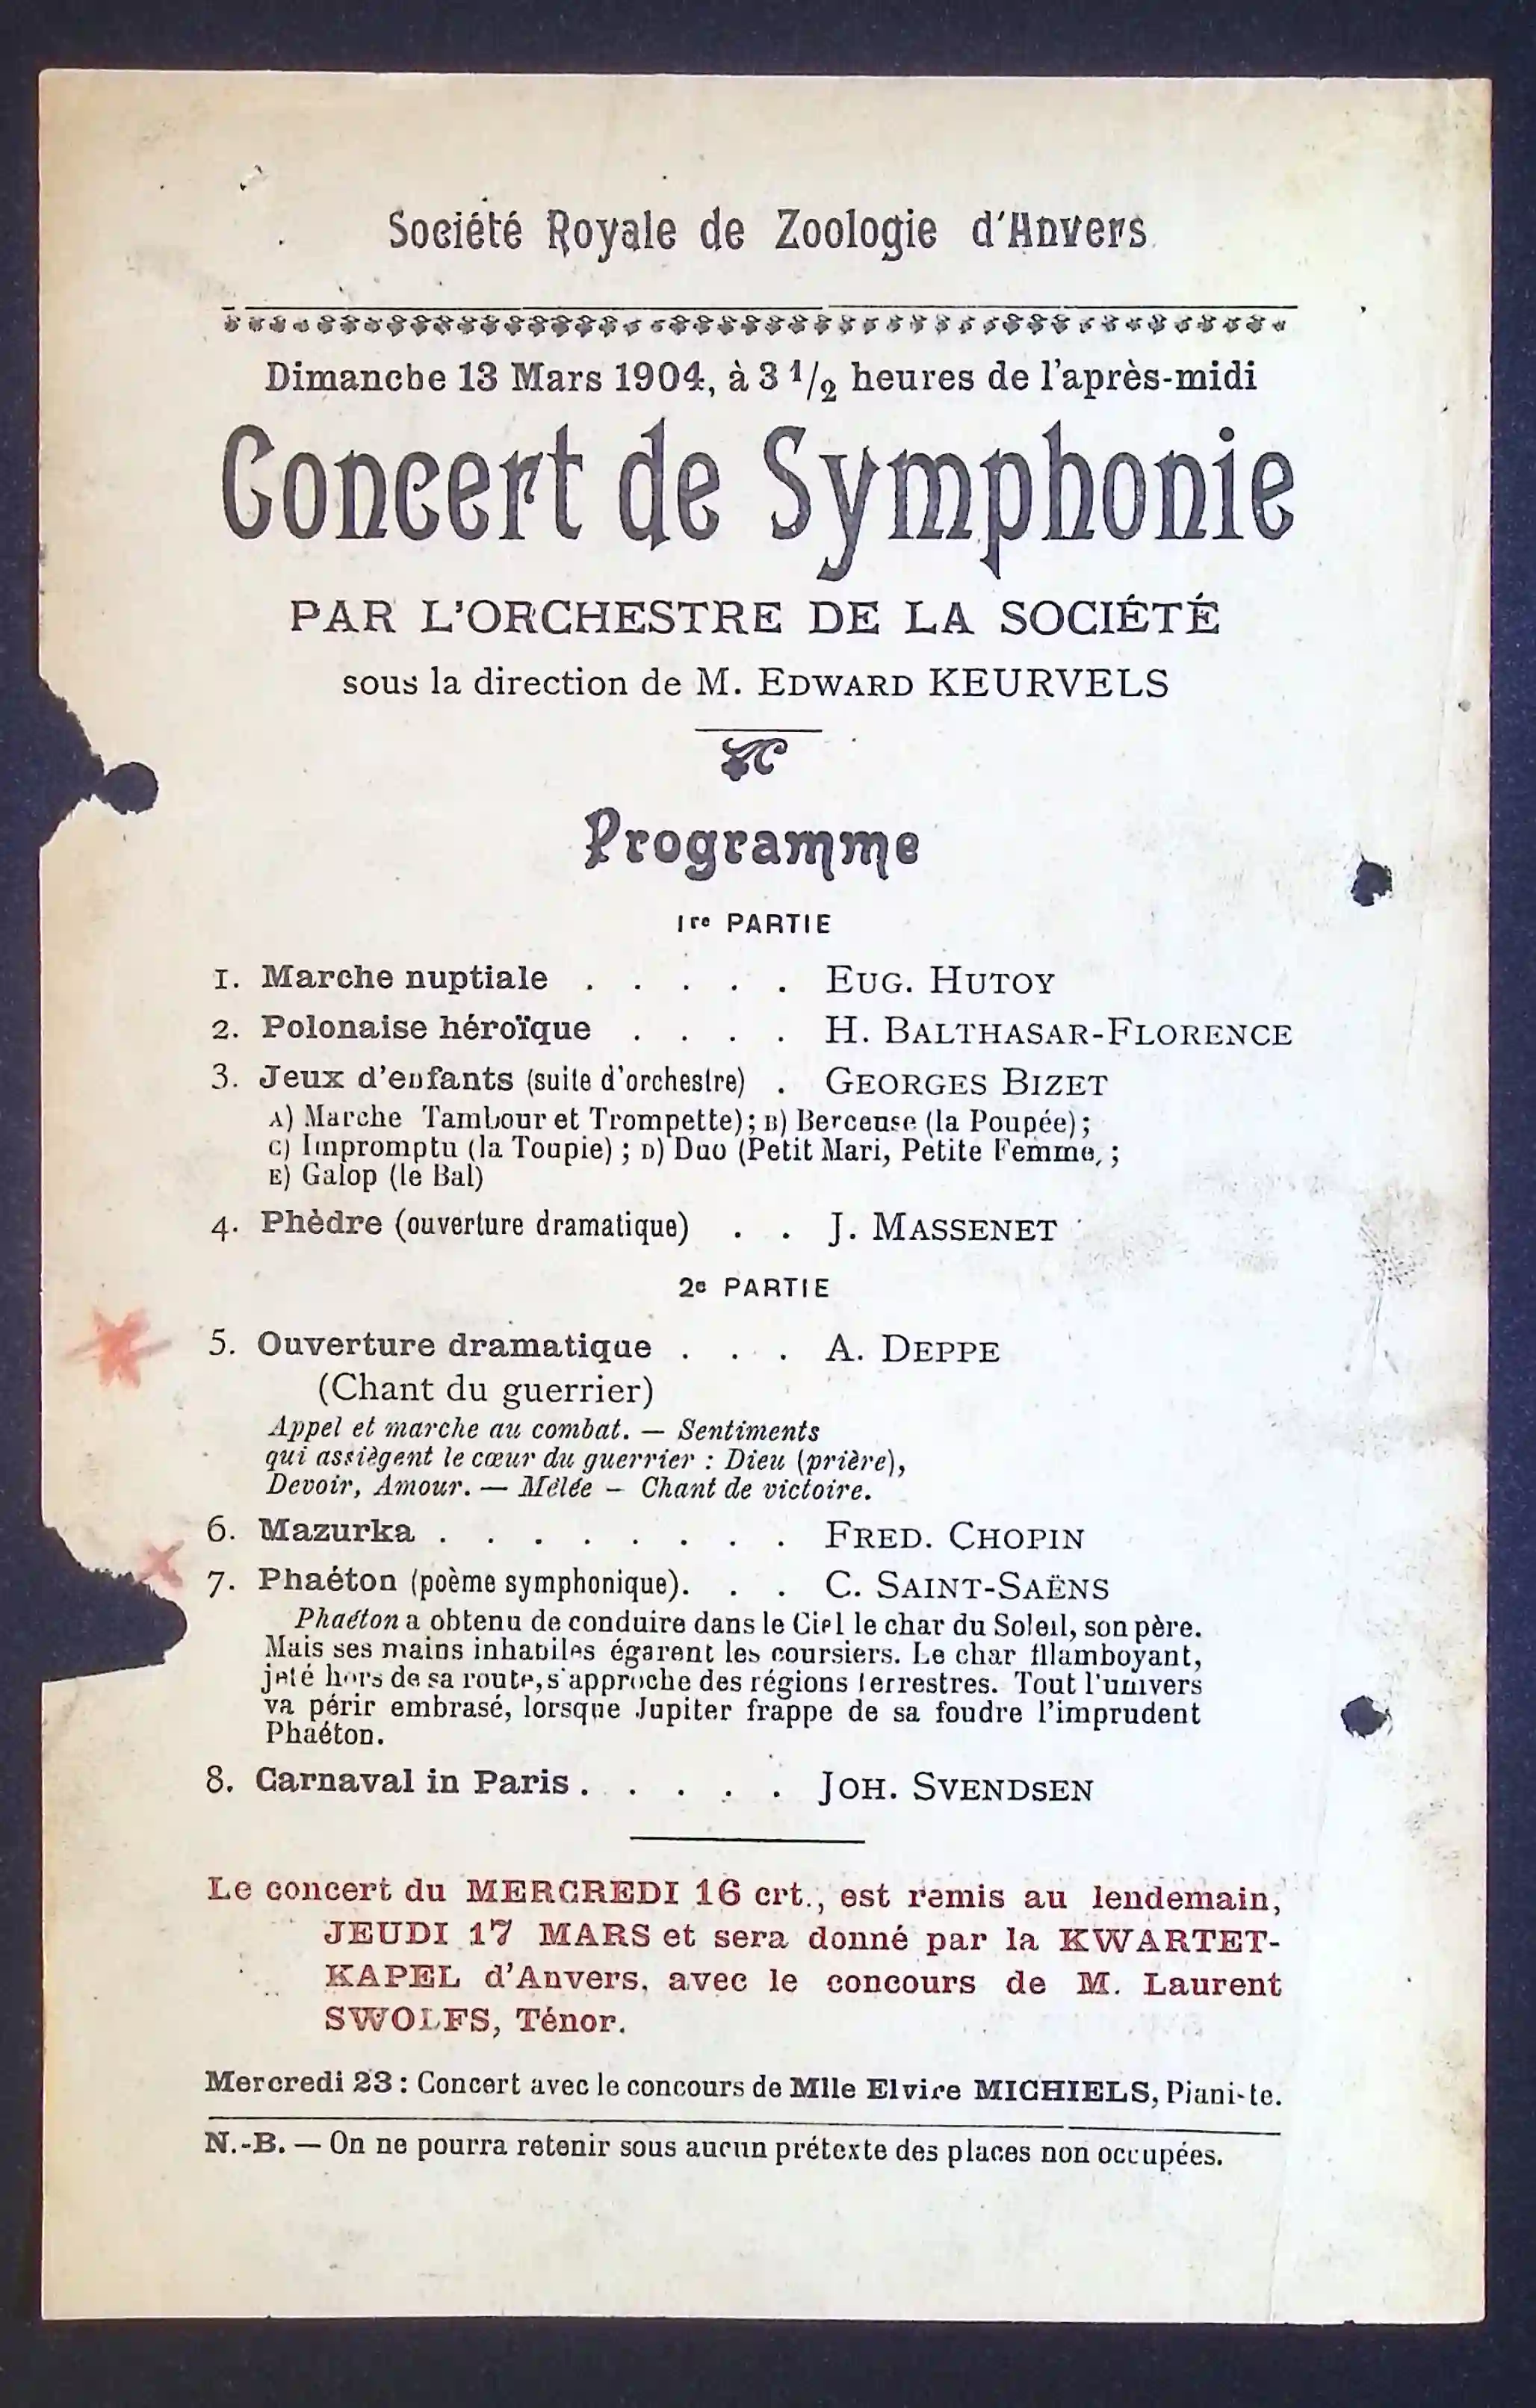 Société Royale de Zoologie d'Anvers
Dimanche 13 Mars 1904, à 3 1/2 heures de l'après-midi
Concert de Symphonie
PAR L'ORCHESTRE DE LA SOCIÉTÉ
sous la direction de M. EDWARD KEURVELS
Programme
1re PARTIE
1. Marche nuptiale . . . . . EUG. HUTOY
2. Polonaise héroïque . . . . H. BALTHASAR-FLORENCE
3. Jeux d'enfants (suite d'orchestre) . GEORGES BIZET
A) Marche Tambour et Trompette); B) Berceuse (la Poupée);
C) Impromptu (la Toupie); D) Duo (Petit Mari, Petite Femme, ;
E) Galop (le Bal)
4. Phèdre (ouverture dramatique) . . J. MASSENET
2e PARTIE
5. Ouverture dramatique . . . A. DEPPE
(Chant du guerrier)
Appel et marche au combat. — Sentiments
qui assiègent le cœur du guerrier : Dieu (prière),
Devoir, Amour. — Mélée — Chant de victoire.
6. Mazurka . . . . . . . . FRED. CHOPIN
7. Phaéton (poème symphonique). . . C. SAINT-SAËNS
Phaéton a obtenu de conduire dans le Ciel le char du Soleil, son père.
Mais ses mains inhabiles égarent les coursiers. Le char fllamboyant,
jeté hors de sa route, s'approche des régions terrestres. Tout l'univers
va périr embrasé, lorsque Jupiter frappe de sa foudre l'imprudent
Phaéton.
8. Carnaval in Paris . . . . . JOH. SVENDSEN
Le concert du MERCREDI 16 crt., est remis au lendemain,
JEUDI 17 MARS et sera donné par la KWARTET-
KAPEL d'Anvers, avec le concours de M. Laurent
SWOLFS, Ténor.
Mercredi 23 : Concert avec le concours de Mlle Elvire MICHIELS, Piani-te.
N.-B. — On ne pourra retenir sous aucun prétexte des places non occupées.